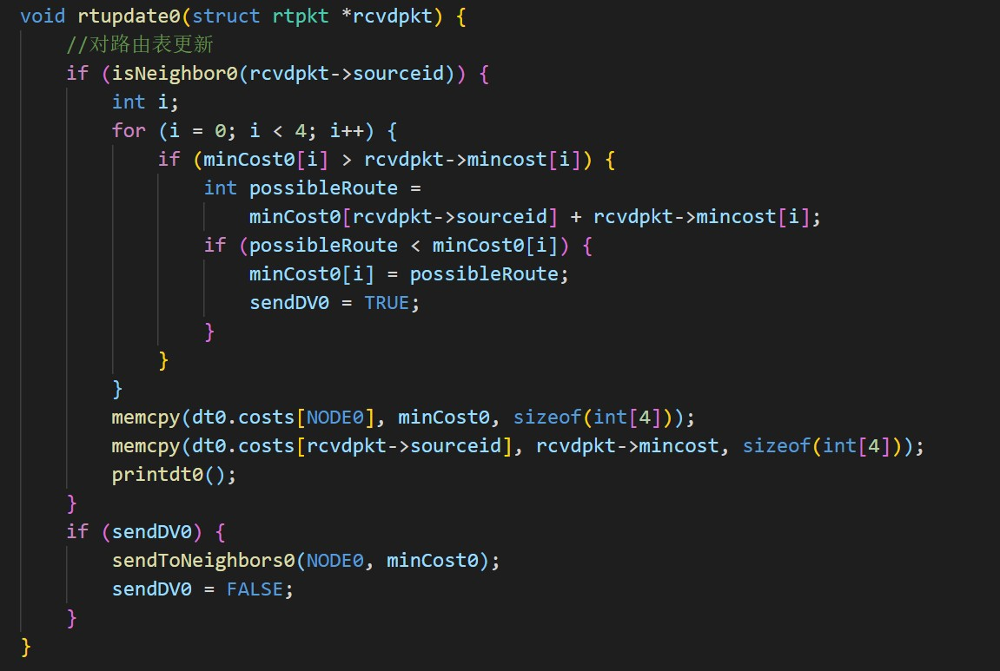 void rtupdate0(struct rtpkt *rcvdpkt) {
    //对路由表更新
    if (isNeighbor0(rcvdpkt->sourceid)) {
        int i;
        for (i = 0; i < 4; i++) {
            if (minCost0[i] > rcvdpkt->mincost[i]) {
                int possibleRoute =
                    minCost0[rcvdpkt->sourceid] + rcvdpkt->mincost[i];
                if (possibleRoute < minCost0[i]) {
                    minCost0[i] = possibleRoute;
                    sendDV0 = TRUE;
                }
            }
        }
        memcpy(dt0.costs[NODE0], minCost0, sizeof(int[4]));
        memcpy(dt0.costs[rcvdpkt->sourceid], rcvdpkt->mincost, sizeof(int[4]));
        printdt0();
    }
    if (sendDV0) {
        sendToNeighbors0(NODE0, minCost0);
        sendDV0 = FALSE;
    }
}